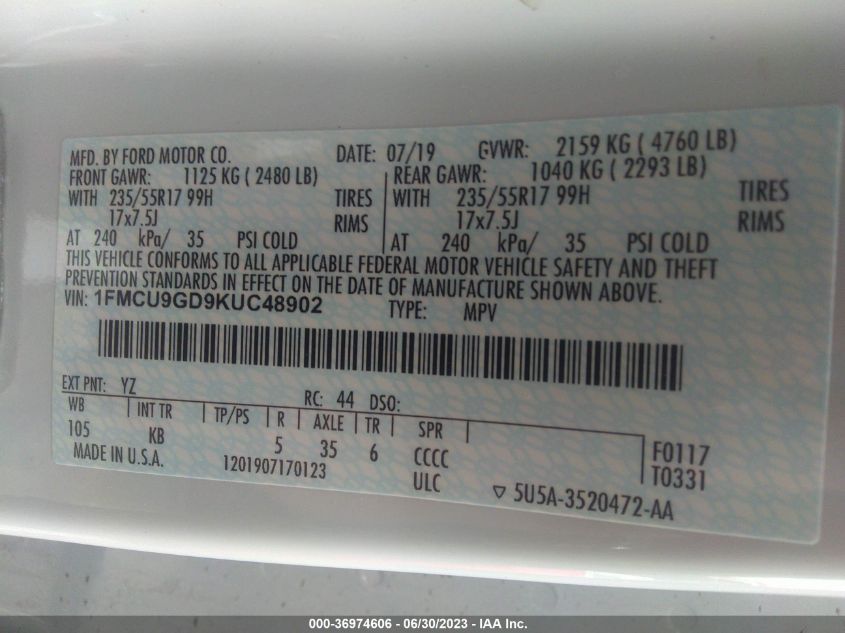 MFD. BY FORD MOTOR CO. DATE: 07/19 GVWR: 2159 KG ( 4760 LB)
FRONT GAWR: 1125 KG ( 2480 LB) REAR GAWR: 1040 KG ( 2293 LB)
WITH 235/55R17 99H TIRES WITH 235/55R17 99H TIRES
17x7.5J RIMS 17x7.5J RIMS
AT 240 kPa/ 35 PSI COLD AT 240 kPa/ 35 PSI COLD
THIS VEHICLE CONFORMS TO ALL APPLICABLE FEDERAL MOTOR VEHICLE SAFETY AND THEFT
PREVENTION STANDARDS IN EFFECT ON THE DATE OF MANUFACTURE SHOWN ABOVE.
VIN: 1FMCU9GD9KUC48902 TYPE: MPV
EXT PNT: YZ RC: 44 DSO:
WB INT TR TP/PS R AXLE TR SPR
105 KB 5 35 6 CCCC F0117
MADE IN U.S.A. 1201907170123 ULC T0331
▽ 5U5A-3520472-AA
000-36974606 - 06/30/2023 - IAA Inc.